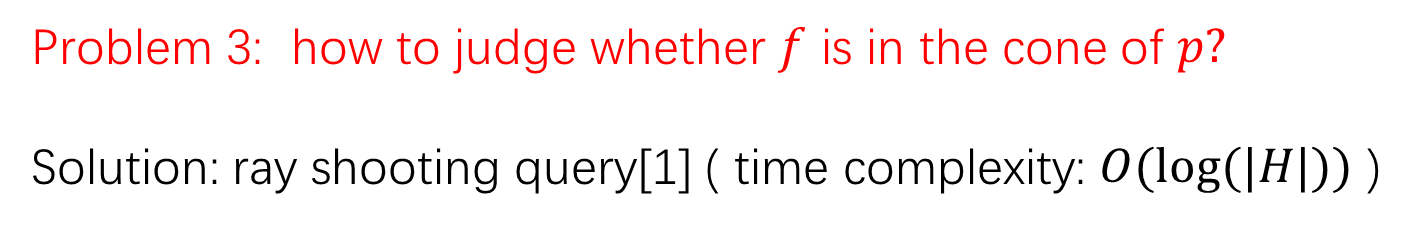 Problem 3: how to judge whether f is in the cone of p?
Solution: ray shooting query[1] ( time complexity: O(log(|H|)) )